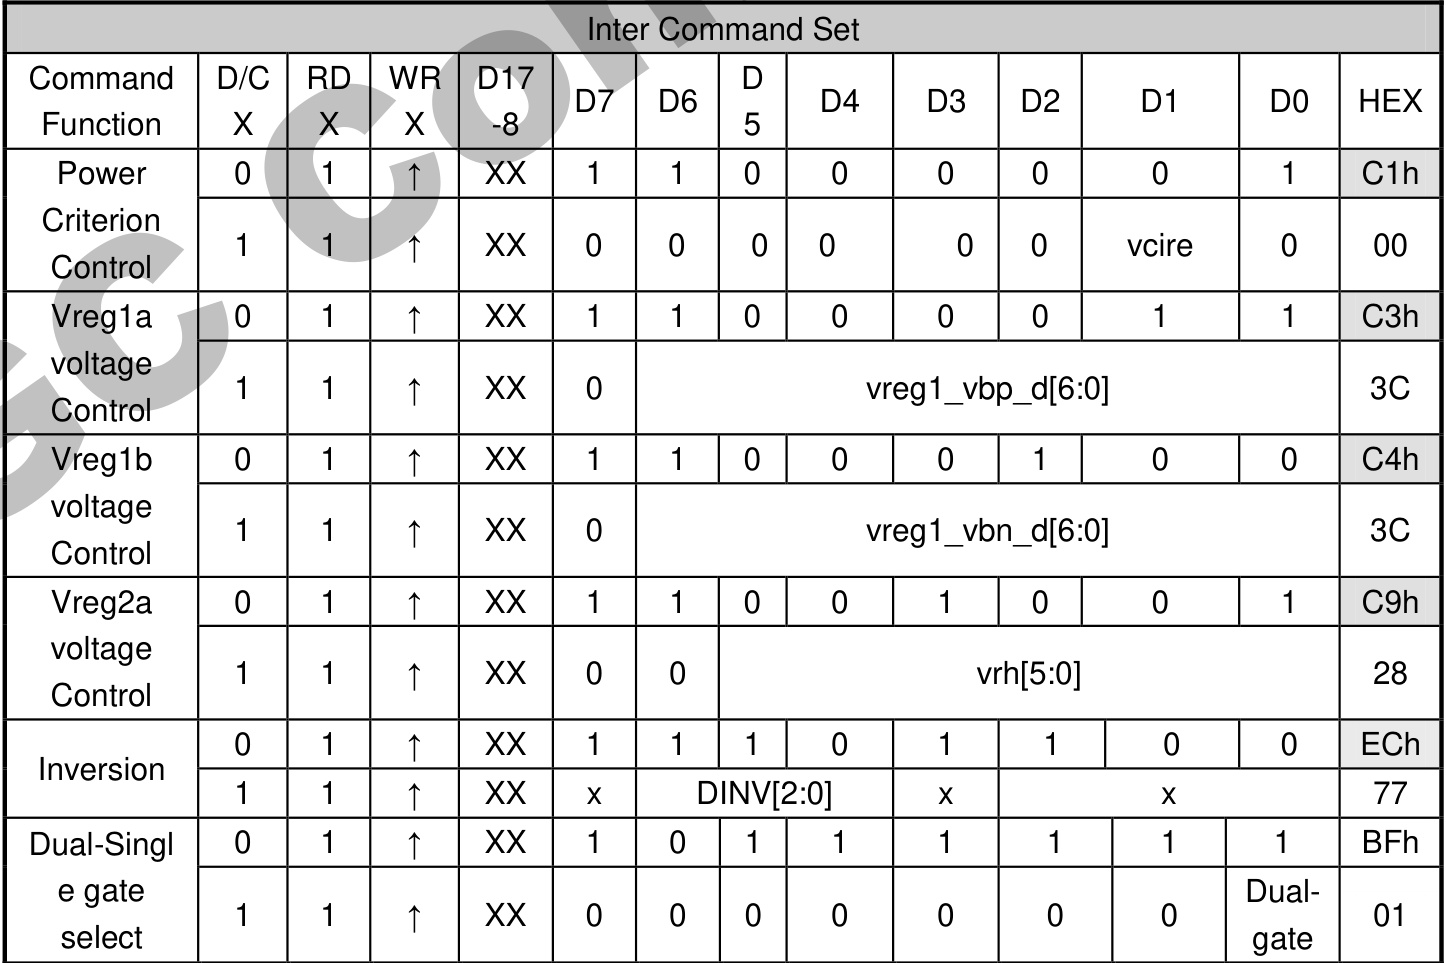 Inter Command Set
Command Function D/CX RDX WRX D17-8 D7 D6 D5 D4 D3 D2 D1 D0 HEX
Power Criterion Control 0 1 ↑ XX 1 1 0 0 0 0 0 1 C1h
1 1 ↑ XX 0 0 0 0 0 0 vcire 0 00
Vreg1a voltage Control 0 1 ↑ XX 1 1 0 0 0 0 1 1 C3h
1 1 ↑ XX 0 vreg1_vbp_d[6:0] 3C
Vreg1b voltage Control 0 1 ↑ XX 1 1 0 0 0 1 0 0 C4h
1 1 ↑ XX 0 vreg1_vbn_d[6:0] 3C
Vreg2a voltage Control 0 1 ↑ XX 1 1 0 0 1 0 0 1 C9h
1 1 ↑ XX 0 0 vrh[5:0] 28
Inversion 0 1 ↑ XX 1 1 1 0 1 1 0 0 ECh
1 1 ↑ XX x DINV[2:0] x x 77
Dual-Single gate select 0 1 ↑ XX 1 0 1 1 1 1 1 1 BFh
1 1 ↑ XX 0 0 0 0 0 0 0 Dual-gate 01